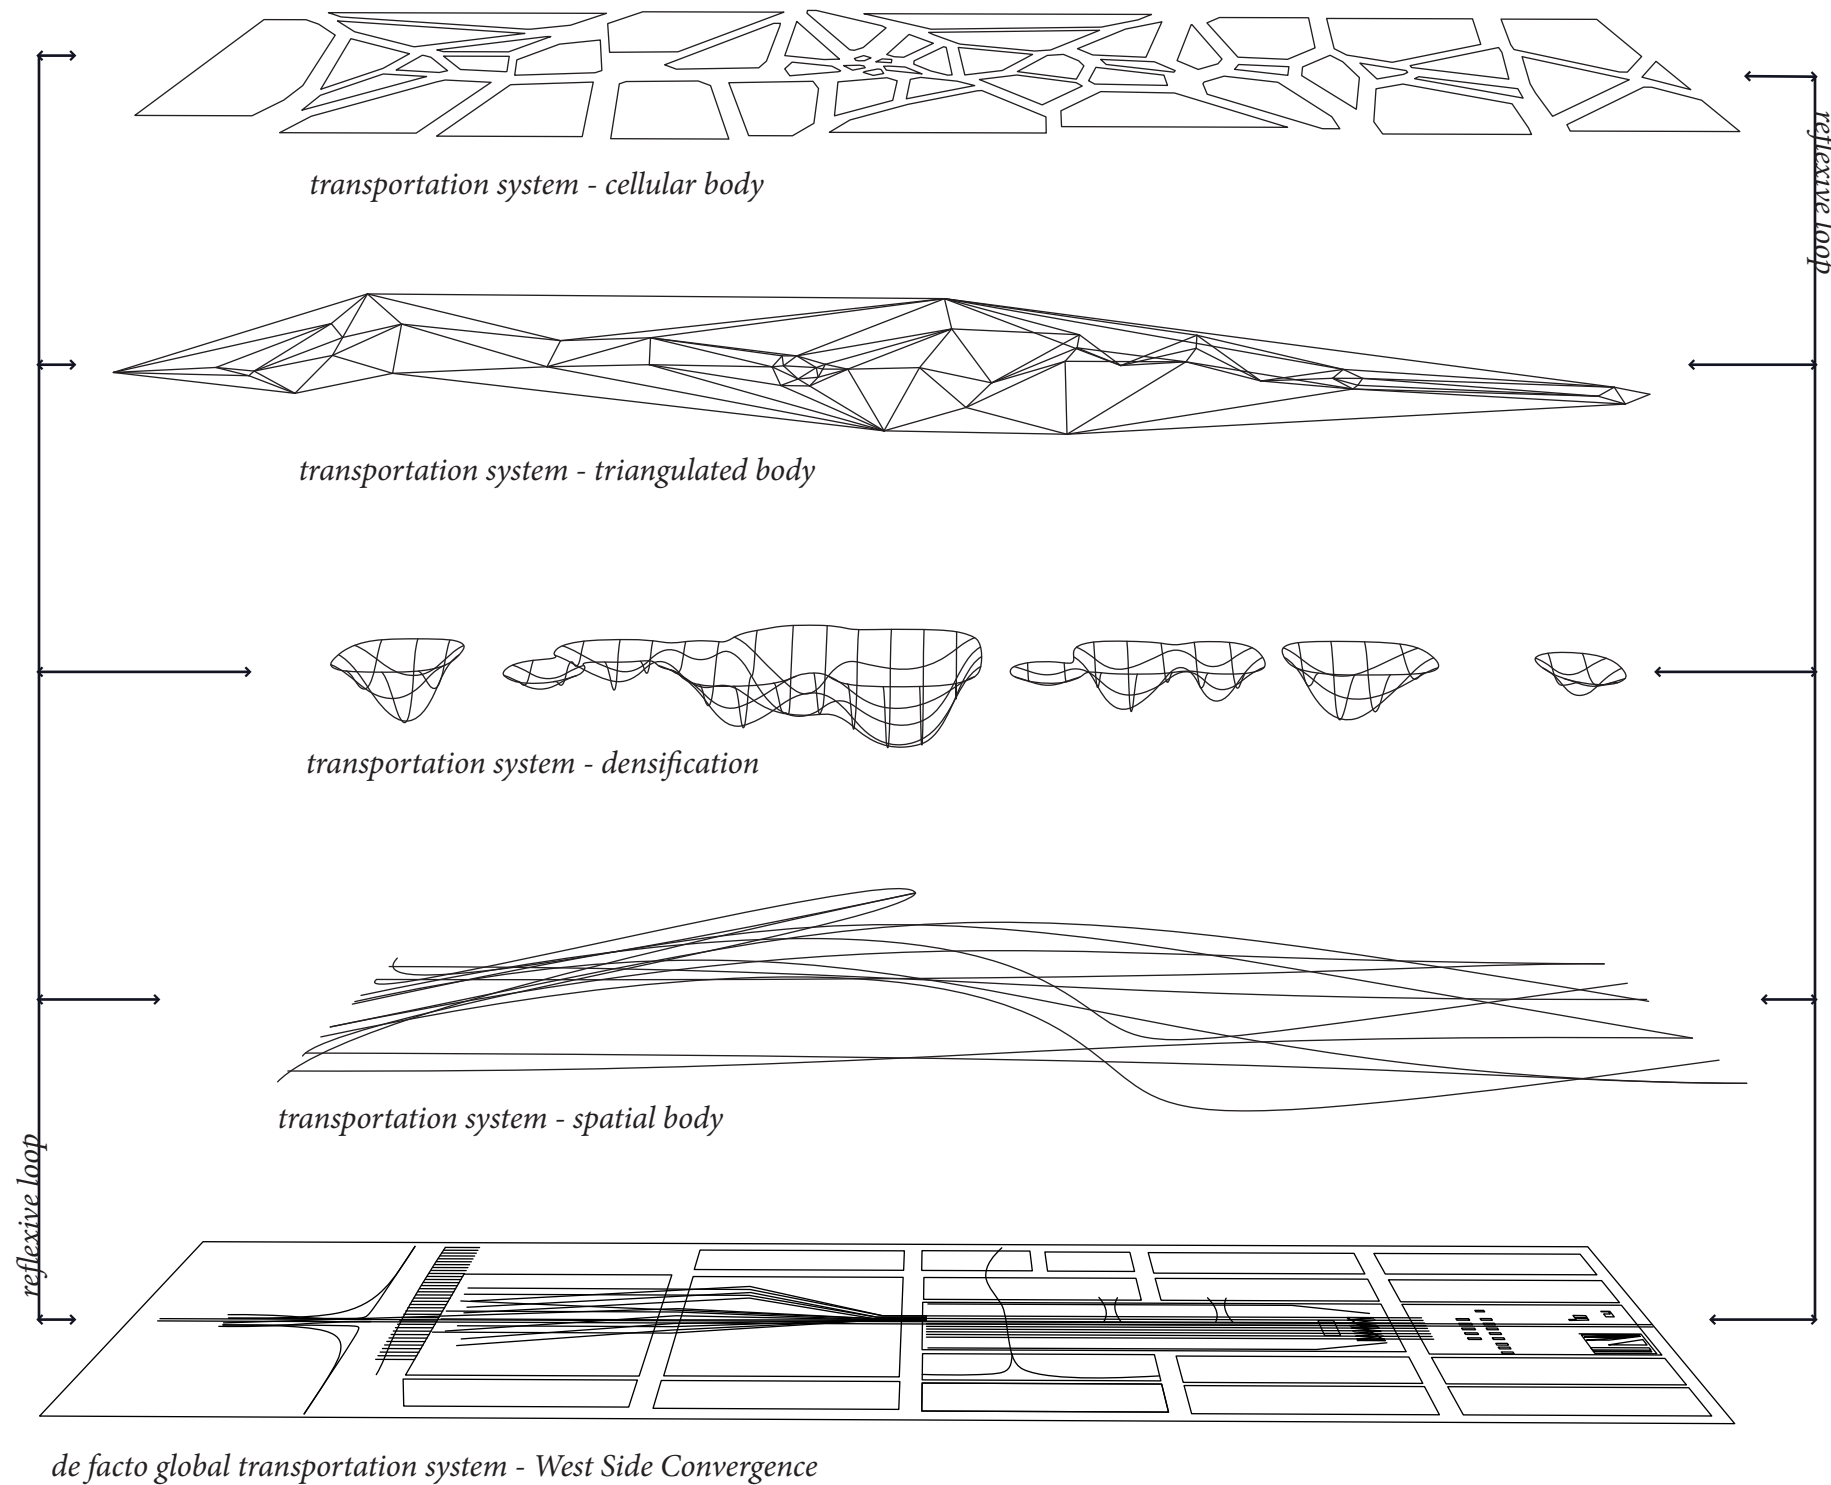 transportation system - cellular body
reflexive loop
transportation system - triangulated body
transportation system - densification
transportation system - spatial body
reflexive loop
de facto global transportation system - West Side Convergence